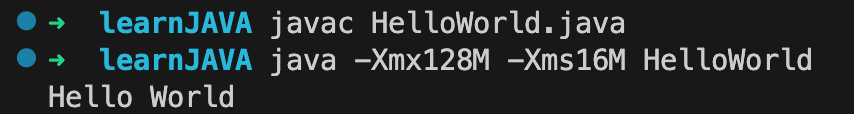 ➜ learnJAVA javac HelloWorld.java
➜ learnJAVA java -Xmx128M -Xms16M HelloWorld
Hello World